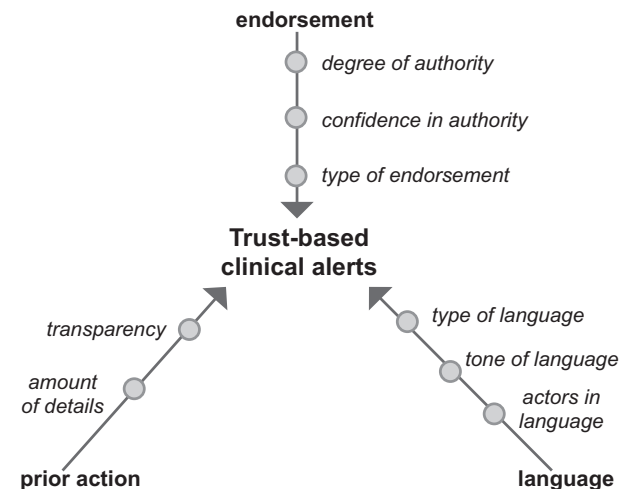 endorsement
degree of authority
confidence in authority
type of endorsement
Trust-based
clinical alerts
transparency
amount
of details
prior action
type of language
tone of language
actors in
language
language